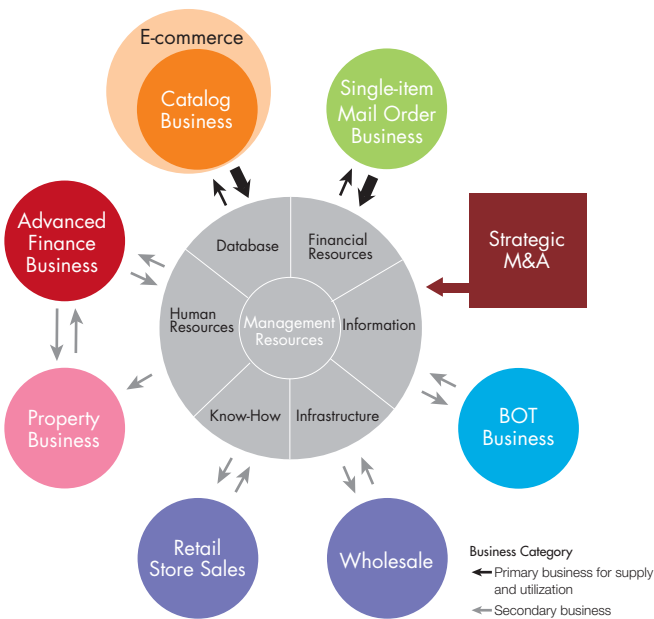 E-commerce
Catalog
Business
Single-item
Mail Order
Business
Advanced
Finance
Business
Strategic
M&A
Database
Financial
Resources
Human
Resources
Management
Resources
Information
Know-How
Infrastructure
Property
Business
BOT
Business
Retail
Store Sales
Wholesale
Business Category
Primary business for supply
and utilization
Secondary business